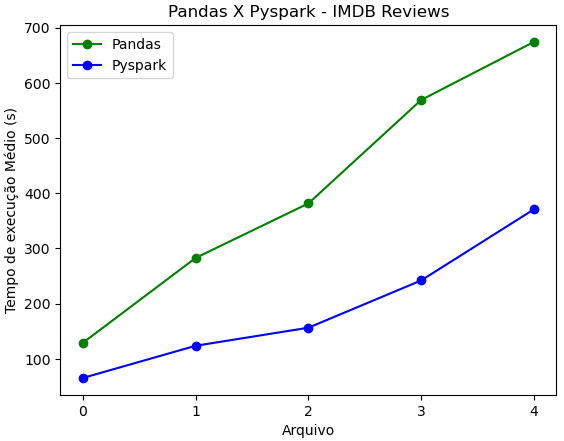 Pandas X Pyspark - IMDB Reviews
Pandas
Pyspark
Tempo de execução Médio (s)
700
600
500
400
300
200
100
0 1 2 3 4
Arquivo